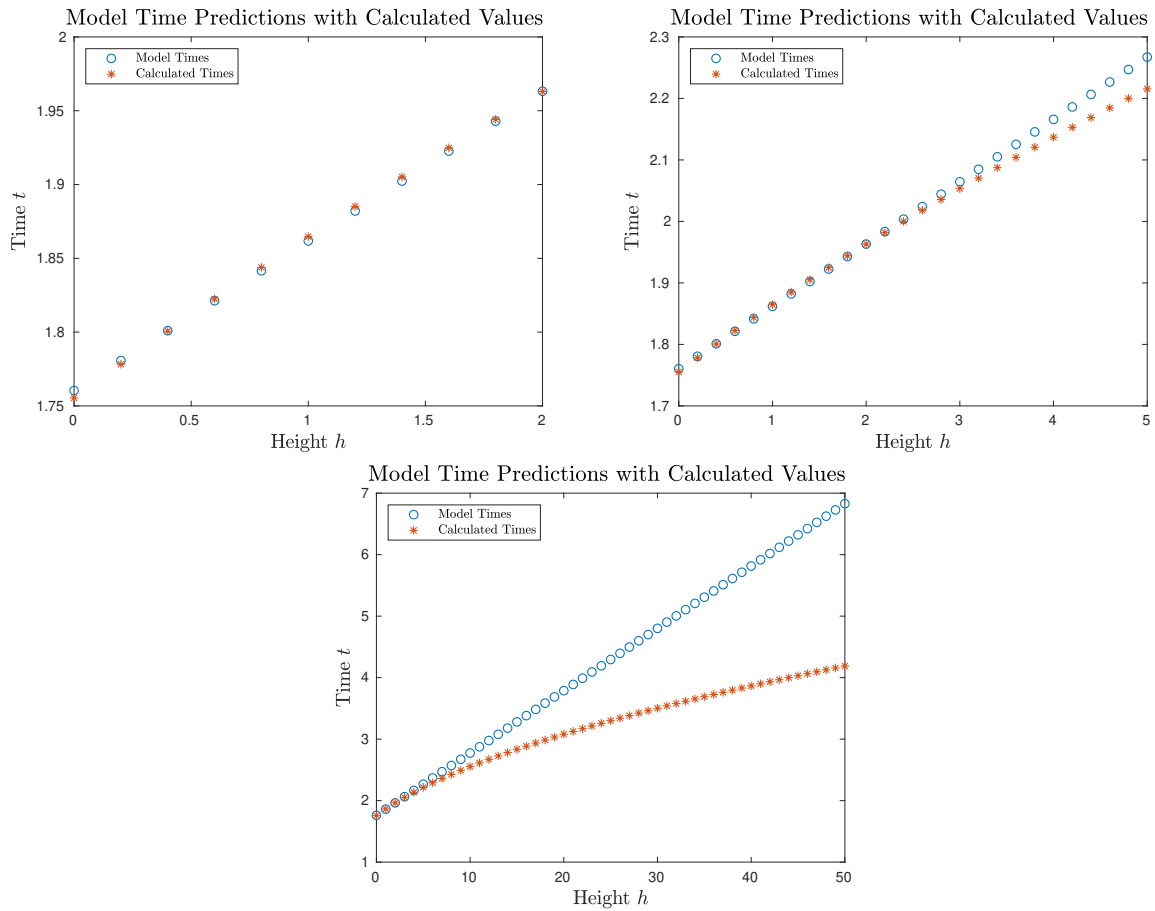 Model Time Predictions with Calculated Values
2
1.95
1.9
1.85
1.8
1.75
Time t
Model Times
Calculated Times
0 0.5 1 1.5 2
Height h
Model Time Predictions with Calculated Values
2.3
2.2
2.1
2
1.9
1.8
1.7
Time t
Model Times
Calculated Times
0 1 2 3 4 5
Height h
Model Time Predictions with Calculated Values
7
6
5
4
3
2
1
Time t
Model Times
Calculated Times
0 10 20 30 40 50
Height h